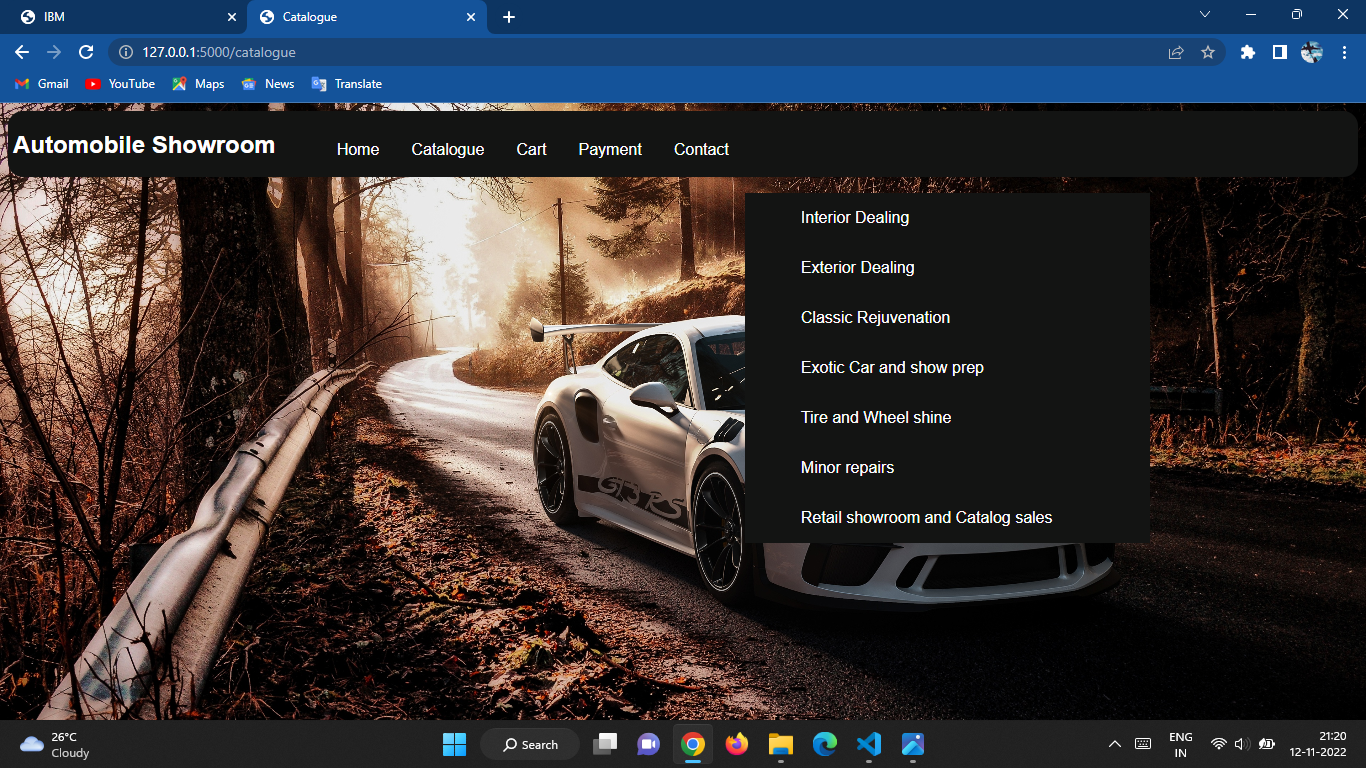 IBM
Catalogue
127.0.0.1:5000/catalogue
Gmail YouTube Maps News Translate
Automobile Showroom Home Catalogue Cart Payment Contact
Interior Dealing
Exterior Dealing
Classic Rejuvenation
Exotic Car and show prep
Tire and Wheel shine
Minor repairs
Retail showroom and Catalog sales
GT3 RS
26°C
Cloudy
Search
ENG
IN
21:20
12-11-2022